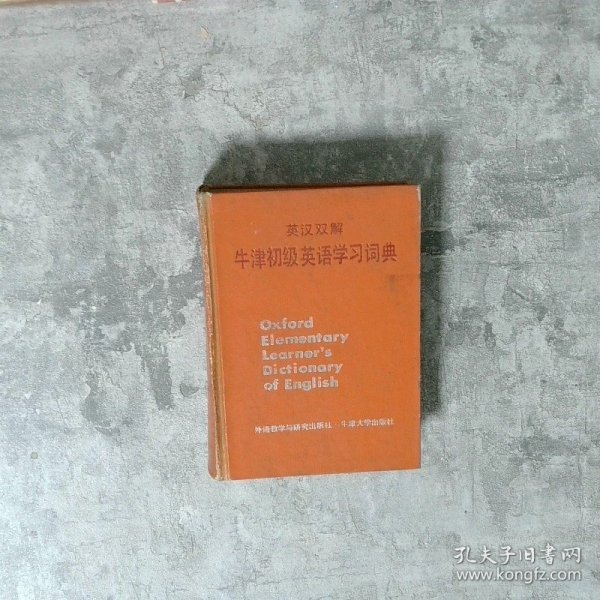 英汉双解
牛津初级英语学习词典
Oxford
Elementary
Learner's
Dictionary
of English
外语教学与研究出版社 牛津大学出版社
孔夫子旧书网
www.kongfz.com